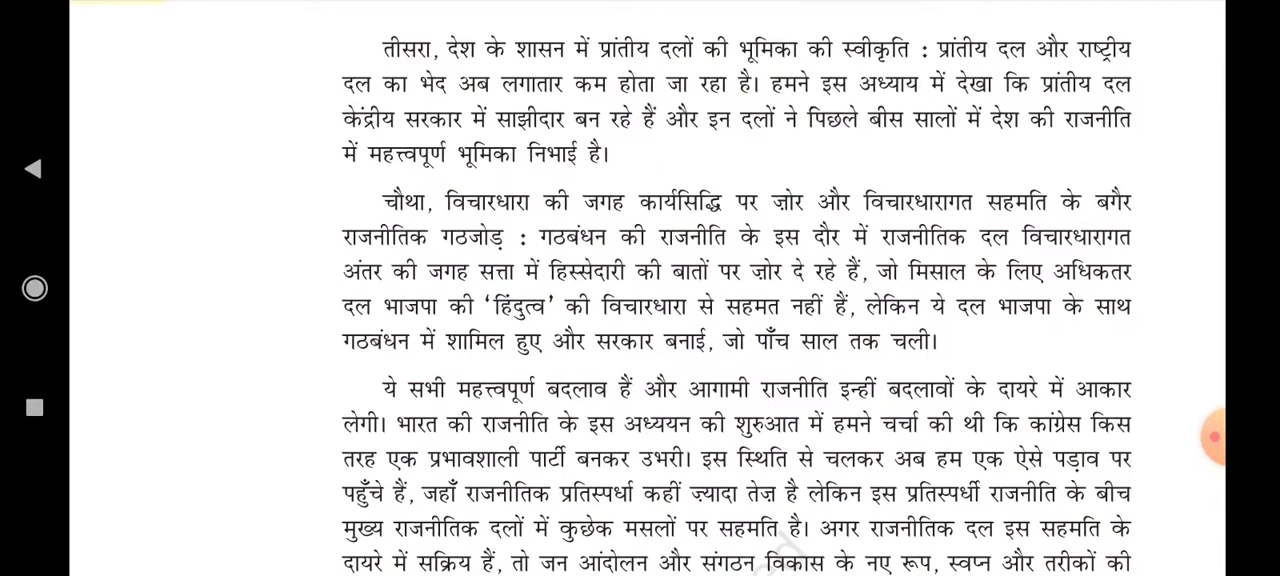 तीसरा, देश के शासन में प्रांतीय दलों की भूमिका की स्वीकृति : प्रांतीय दल और राष्ट्रीय
दल का भेद अब लगातार कम होता जा रहा है। हमने इस अध्याय में देखा कि प्रांतीय दल
केंद्रीय सरकार में साझीदार बन रहे हैं और इन दलों ने पिछले बीस सालों में देश की राजनीति
में महत्त्वपूर्ण भूमिका निभाई है।
चौथा, विचारधारा की जगह कार्यसिद्धि पर ज़ोर और विचारधारागत सहमति के बगैर
राजनीतिक गठजोड़ : गठबंधन की राजनीति के इस दौर में राजनीतिक दल विचारधारागत
अंतर की जगह सत्ता में हिस्सेदारी की बातों पर ज़ोर दे रहे हैं, जो मिसाल के लिए अधिकतर
दल भाजपा की ‘हिंदुत्व’ की विचारधारा से सहमत नहीं हैं, लेकिन ये दल भाजपा के साथ
गठबंधन में शामिल हुए और सरकार बनाई, जो पाँच साल तक चली।
ये सभी महत्त्वपूर्ण बदलाव हैं और आगामी राजनीति इन्हीं बदलावों के दायरे में आकार
लेगी। भारत की राजनीति के इस अध्ययन की शुरुआत में हमने चर्चा की थी कि कांग्रेस किस
तरह एक प्रभावशाली पार्टी बनकर उभरी। इस स्थिति से चलकर अब हम एक ऐसे पड़ाव पर
पहुँचे हैं, जहाँ राजनीतिक प्रतिस्पर्धा कहीं ज़्यादा तेज़ है लेकिन इस प्रतिस्पर्धी राजनीति के बीच
मुख्य राजनीतिक दलों में कुछेक मसलों पर सहमति है। अगर राजनीतिक दल इस सहमति के
दायरे में सक्रिय हैं, तो जन आंदोलन और संगठन विकास के नए रूप, स्वप्न और तरीकों की